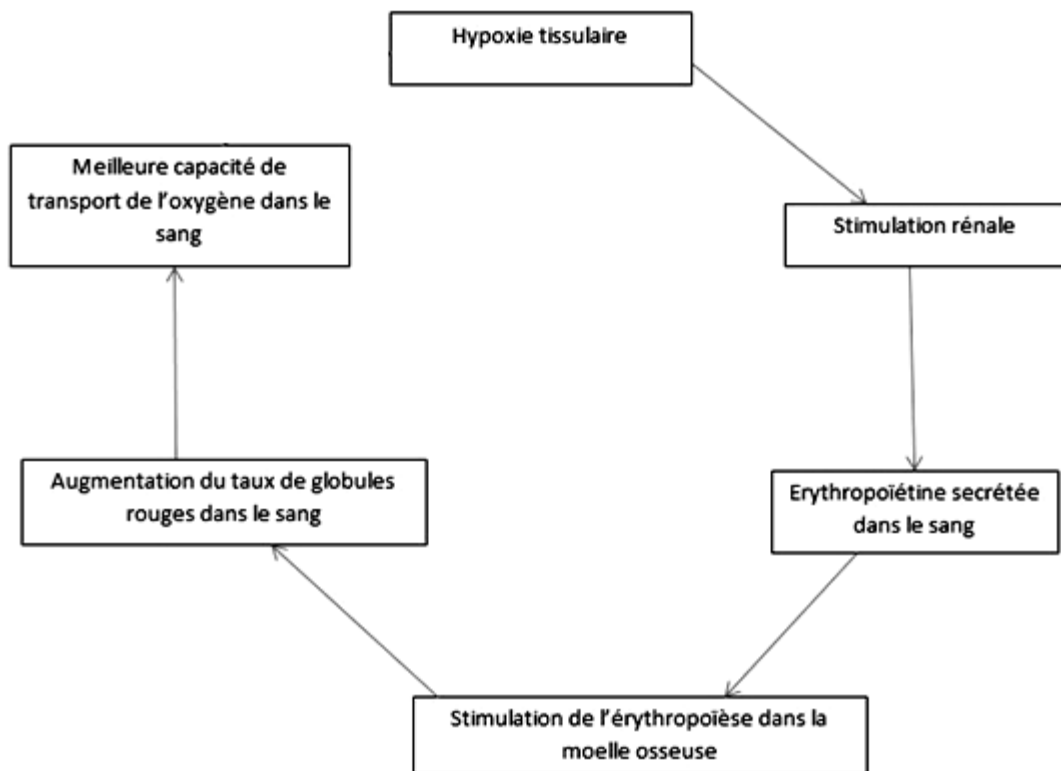 Hypoxie tissulaire
Stimulation rénale
Erythropoïétine secrétée
dans le sang
Stimulation de l'érythropoïèse dans la
moelle osseuse
Augmentation du taux de globules
rouges dans le sang
Meilleure capacité de
transport de l'oxygène dans le
sang